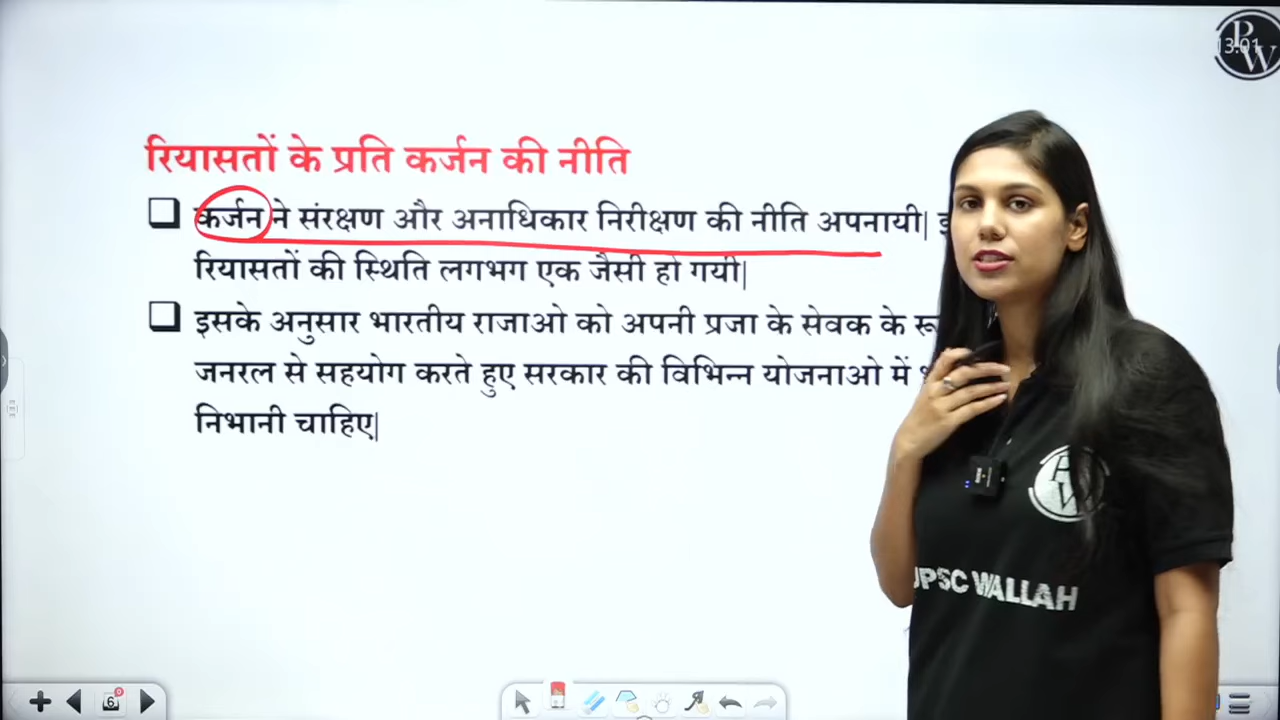 रियासतों के प्रति कर्जन की नीति
कर्जन ने संरक्षण और अनाधिकार निरीक्षण की नीति अपनायी|
रियासतों की स्थिति लगभग एक जैसी हो गयी|
इसके अनुसार भारतीय राजाओ को अपनी प्रजा के सेवक के
जनरल से सहयोग करते हुए सरकार की विभिन्न योजनाओ में
निभानी चाहिए|
PW
13:01
PW
UPSC WALLAH
6